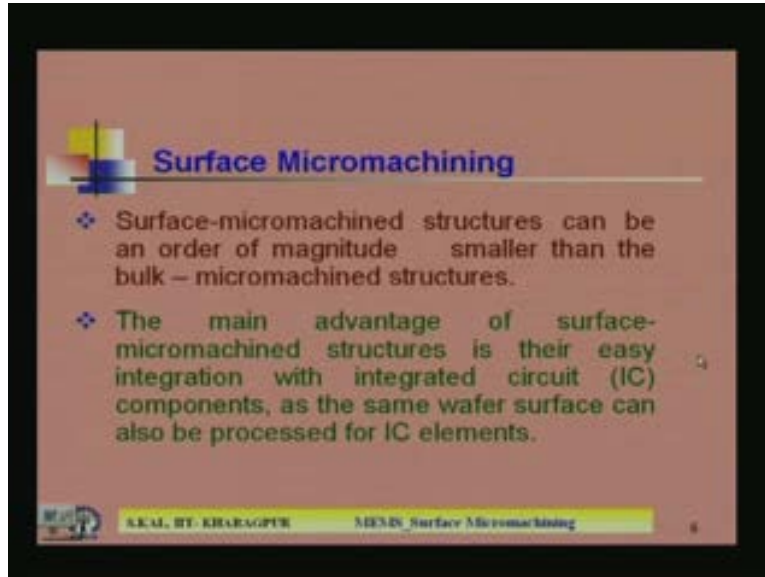 Surface Micromachining
❖ Surface-micromachined structures can be
an order of magnitude smaller than the
bulk – micromachined structures.
❖ The main advantage of surface-
micromachined structures is their easy
integration with integrated circuit (IC)
components, as the same wafer surface can
also be processed for IC elements.
S.KAL, IIT- KHARAGPUR MEMS_Surface Micromachining 6